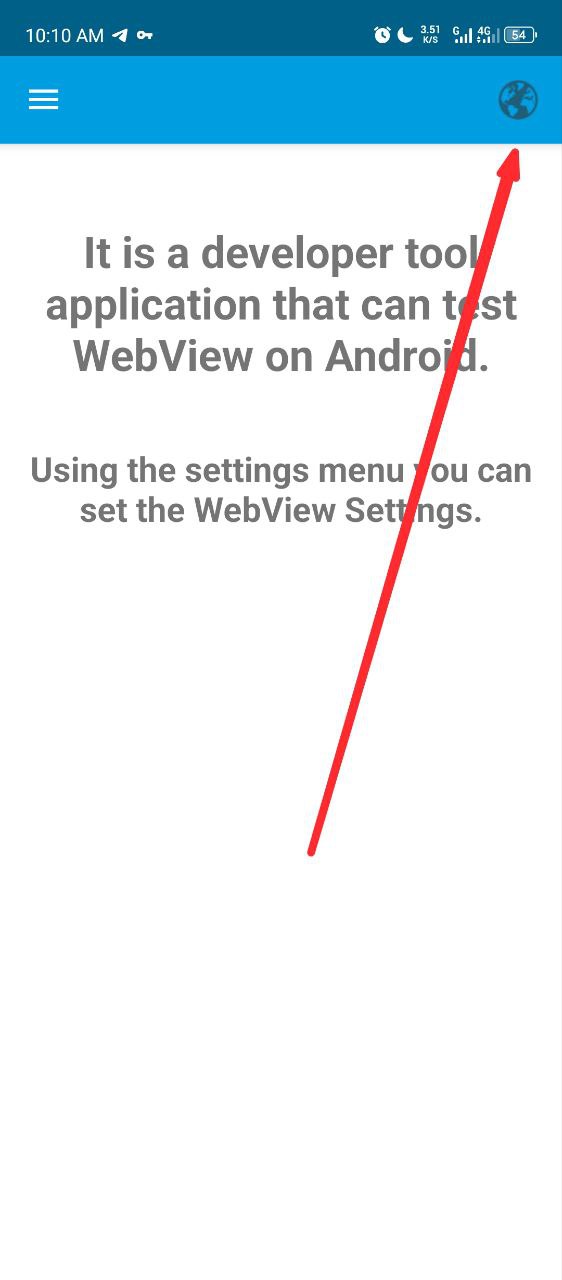 10:10 AM
3.51
K/S
G
4G
54
It is a developer tool
application that can test
WebView on Android.
Using the settings menu you can
set the WebView Settings.